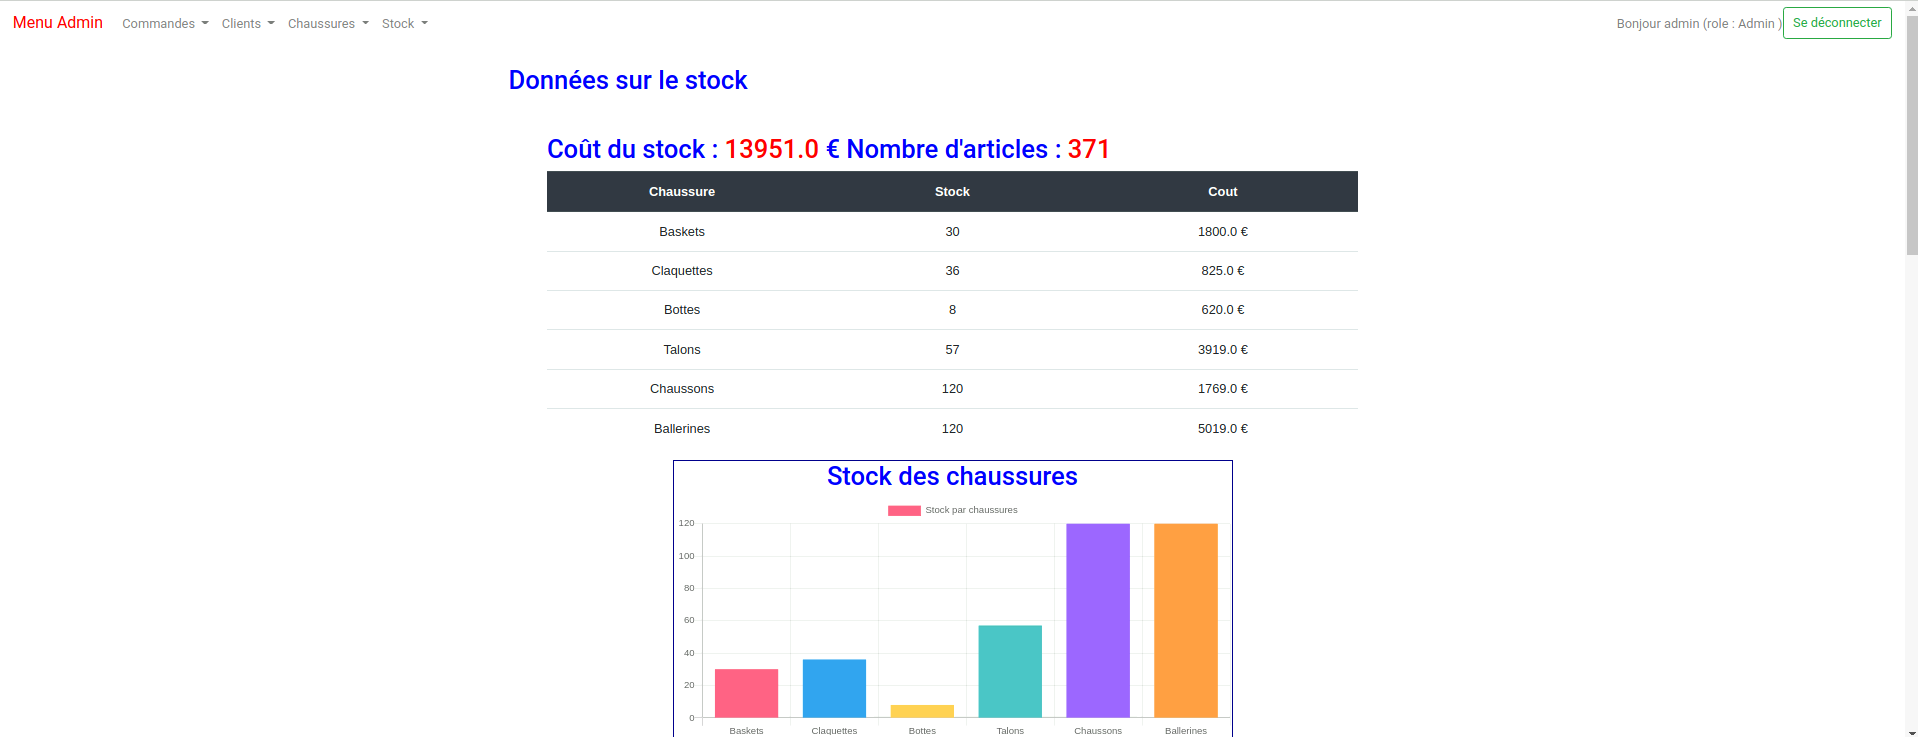 Menu Admin Commandes Clients Chaussures Stock Bonjour admin (role : Admin ) Se déconnecter
Données sur le stock
Coût du stock : 13951.0 € Nombre d'articles : 371
Chaussure Stock Cout
Baskets 30 1800.0 €
Claquettes 36 825.0 €
Bottes 8 620.0 €
Talons 57 3919.0 €
Chaussons 120 1769.0 €
Ballerines 120 5019.0 €
Stock des chaussures
Stock par chaussures
120
100
80
60
40
20
0
Baskets Claquettes Bottes Talons Chaussons Ballerines